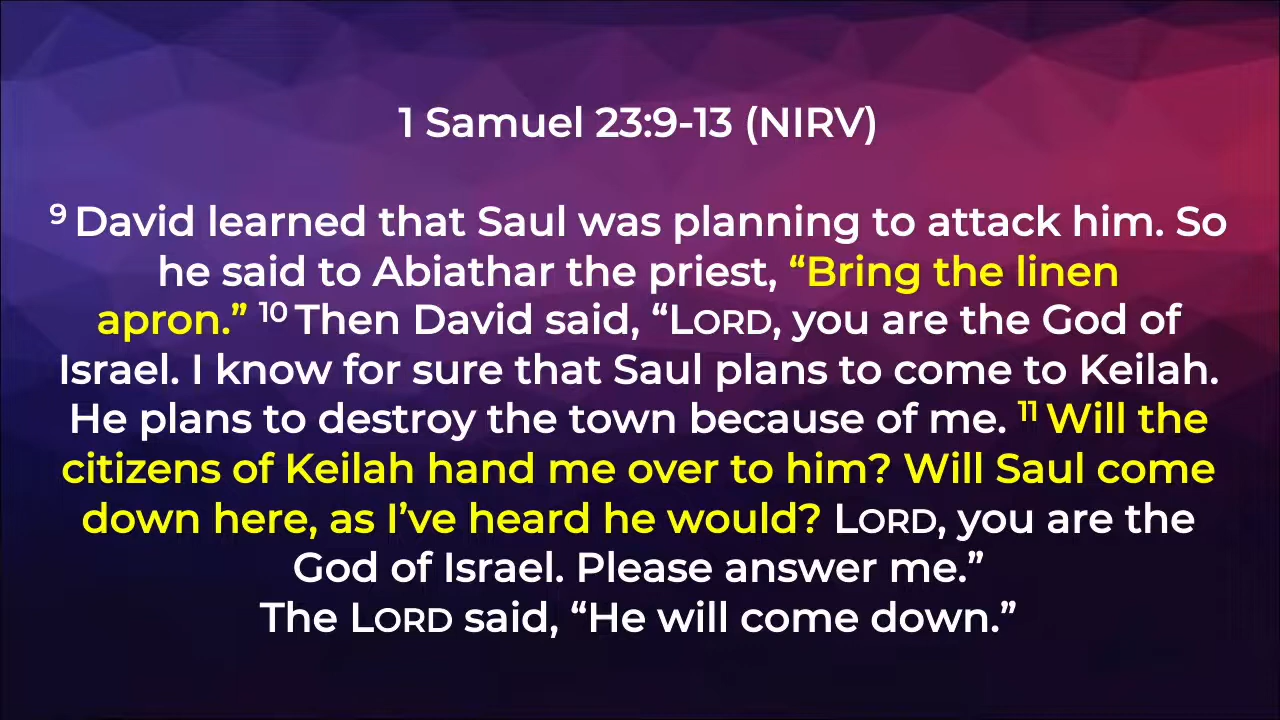 1 Samuel 23:9-13 (NIRV)
⁹ David learned that Saul was planning to attack him. So
he said to Abiathar the priest, “Bring the linen
apron.” ¹⁰ Then David said, “LORD, you are the God of
Israel. I know for sure that Saul plans to come to Keilah.
He plans to destroy the town because of me. ¹¹ Will the
citizens of Keilah hand me over to him? Will Saul come
down here, as I’ve heard he would? LORD, you are the
God of Israel. Please answer me.”
The LORD said, “He will come down.”